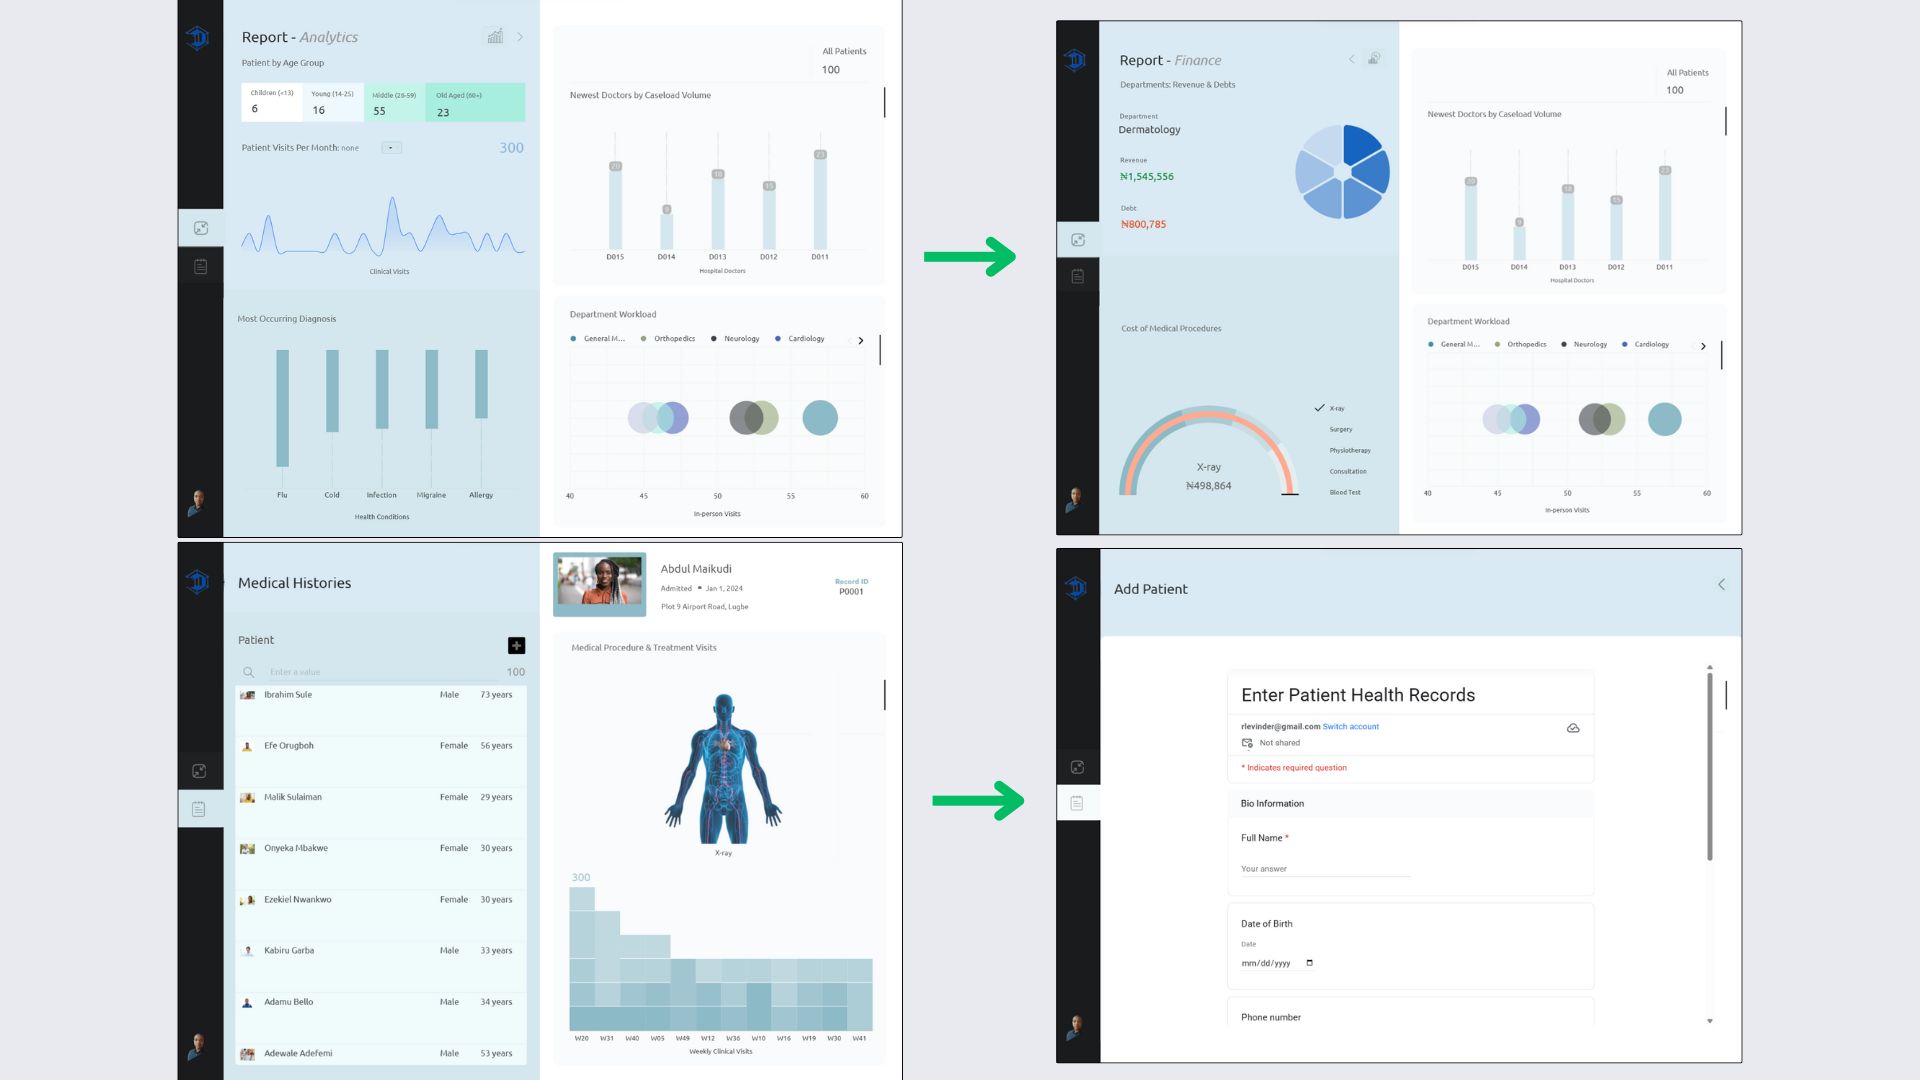 Report - Analytics
Patient by Age Group
Children (<13)
6
Young (14-25)
16
Middle (26-59)
55
Old Aged (60+)
23
Patient Visits Per Month: none
-
300
Clinical Visits
Most Occurring Diagnosis
Flu Cold Infection Migraine Allergy
Health Conditions
All Patients
100
Newest Doctors by Caseload Volume
20 9 18 15 23
D015 D014 D013 D012 D011
Hospital Doctors
Department Workload
General M... Orthopedics Neurology Cardiology
40 45 50 55 60
In-person Visits
Report - Finance
Departments: Revenue & Debts
Department
Dermatology
Revenue
₦1,545,556
Debt
₦800,785
Cost of Medical Procedures
X-ray
₦498,864
X-ray
Surgery
Physiotherapy
Consultation
Blood Test
All Patients
100
Newest Doctors by Caseload Volume
20 9 18 15 23
D015 D014 D013 D012 D011
Hospital Doctors
Department Workload
General M... Orthopedics Neurology Cardiology
40 45 50 55 60
In-person Visits
Medical Histories
Patient
Enter a value
100
Ibrahim Sule Male 73 years
Efe Orugboh Female 56 years
Malik Sulaiman Female 29 years
Onyeka Mbakwe Female 30 years
Ezekiel Nwankwo Female 30 years
Kabiru Garba Male 33 years
Adamu Bello Male 34 years
Adewale Adefemi Male 53 years
Abdul Maikudi
Admitted • Jan 1, 2024
Plot 9 Airport Road, Lugbe
Record ID
P0001
Medical Procedure & Treatment Visits
X-ray
300
W20 W31 W40 W05 W49 W12 W36 W10 W16 W19 W30 W41
Weekly Clinical Visits
Add Patient
Enter Patient Health Records
rlevinder@gmail.com Switch account
Not shared
* Indicates required question
Bio Information
Full Name *
Your answer
Date of Birth
Date
mm/dd/yyyy
Phone number